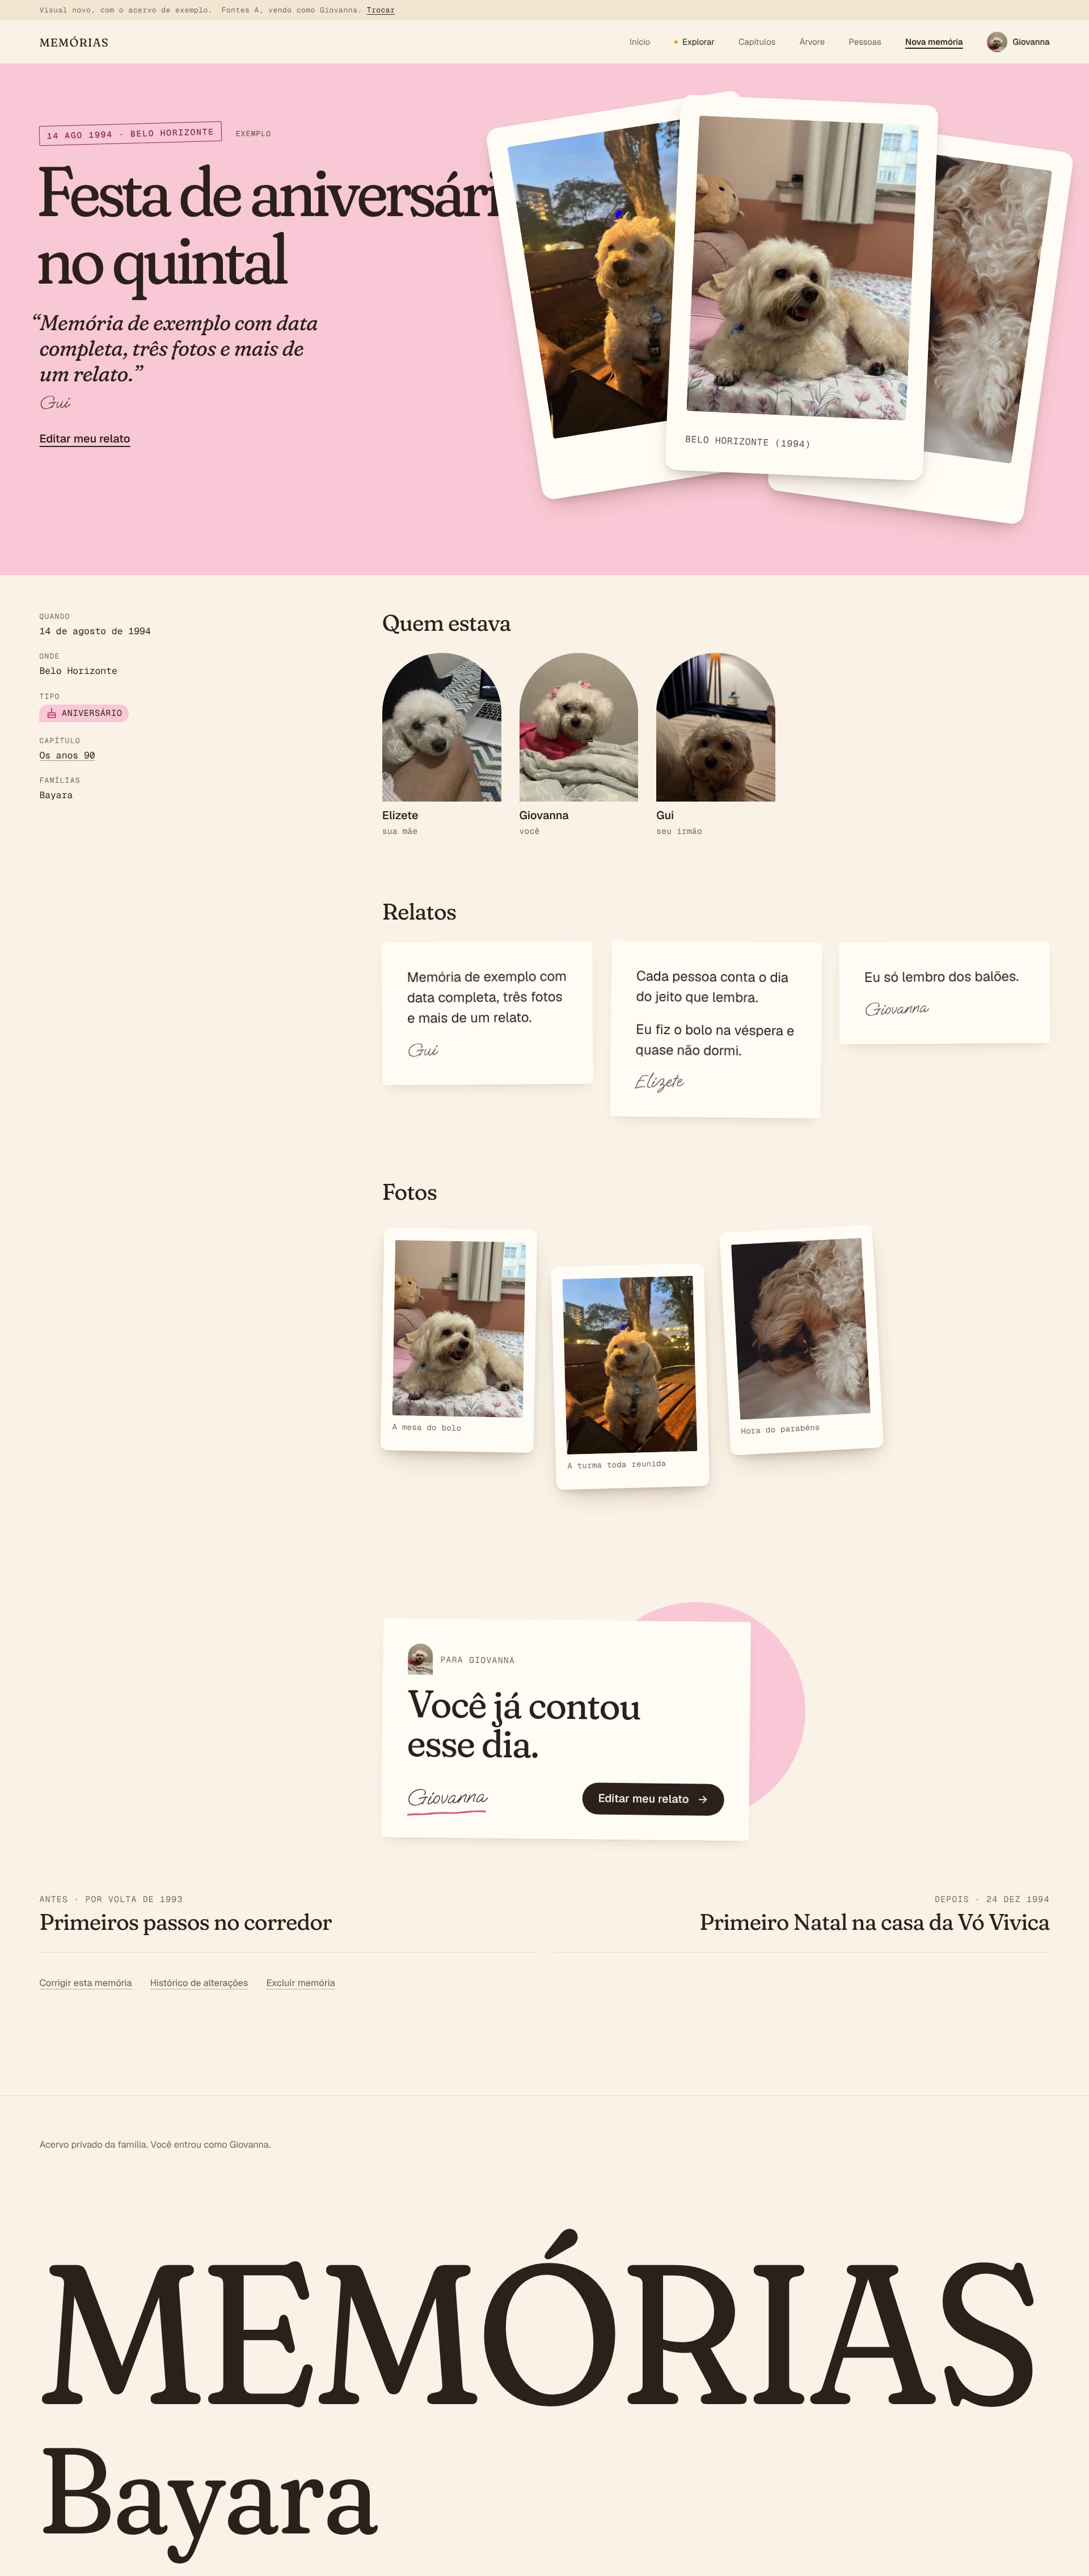 Visual novo, com o acervo de exemplo. Fontes A, vendo como Giovanna. Trocar
MEMÓRIAS
Início
Explorar
Capítulos
Árvore
Pessoas
Nova memória
Giovanna
14 AGO 1994 · BELO HORIZONTE
EXEMPLO
Festa de aniversári
no quintal
“Memória de exemplo com data
completa, três fotos e mais de
um relato.”
Gui
Editar meu relato
BELO HORIZONTE (1994)
QUANDO
14 de agosto de 1994
ONDE
Belo Horizonte
TIPO
ANIVERSÁRIO
CAPÍTULO
Os anos 90
FAMÍLIAS
Bayara
Quem estava
Elizete
sua mãe
Giovanna
você
Gui
seu irmão
Relatos
Memória de exemplo com
data completa, três fotos
e mais de um relato.
Gui
Cada pessoa conta o dia
do jeito que lembra.
Eu fiz o bolo na véspera e
quase não dormi.
Elizete
Eu só lembro dos balões.
Giovanna
Fotos
A mesa do bolo
A turma toda reunida
Hora do parabéns
PARA GIOVANNA
Você já contou
esse dia.
Giovanna
Editar meu relato →
ANTES · POR VOLTA DE 1993
Primeiros passos no corredor
DEPOIS · 24 DEZ 1994
Primeiro Natal na casa da Vó Vivica
Corrigir esta memória
Histórico de alterações
Excluir memória
Acervo privado da família. Você entrou como Giovanna.
MEMÓRIAS
Bayara